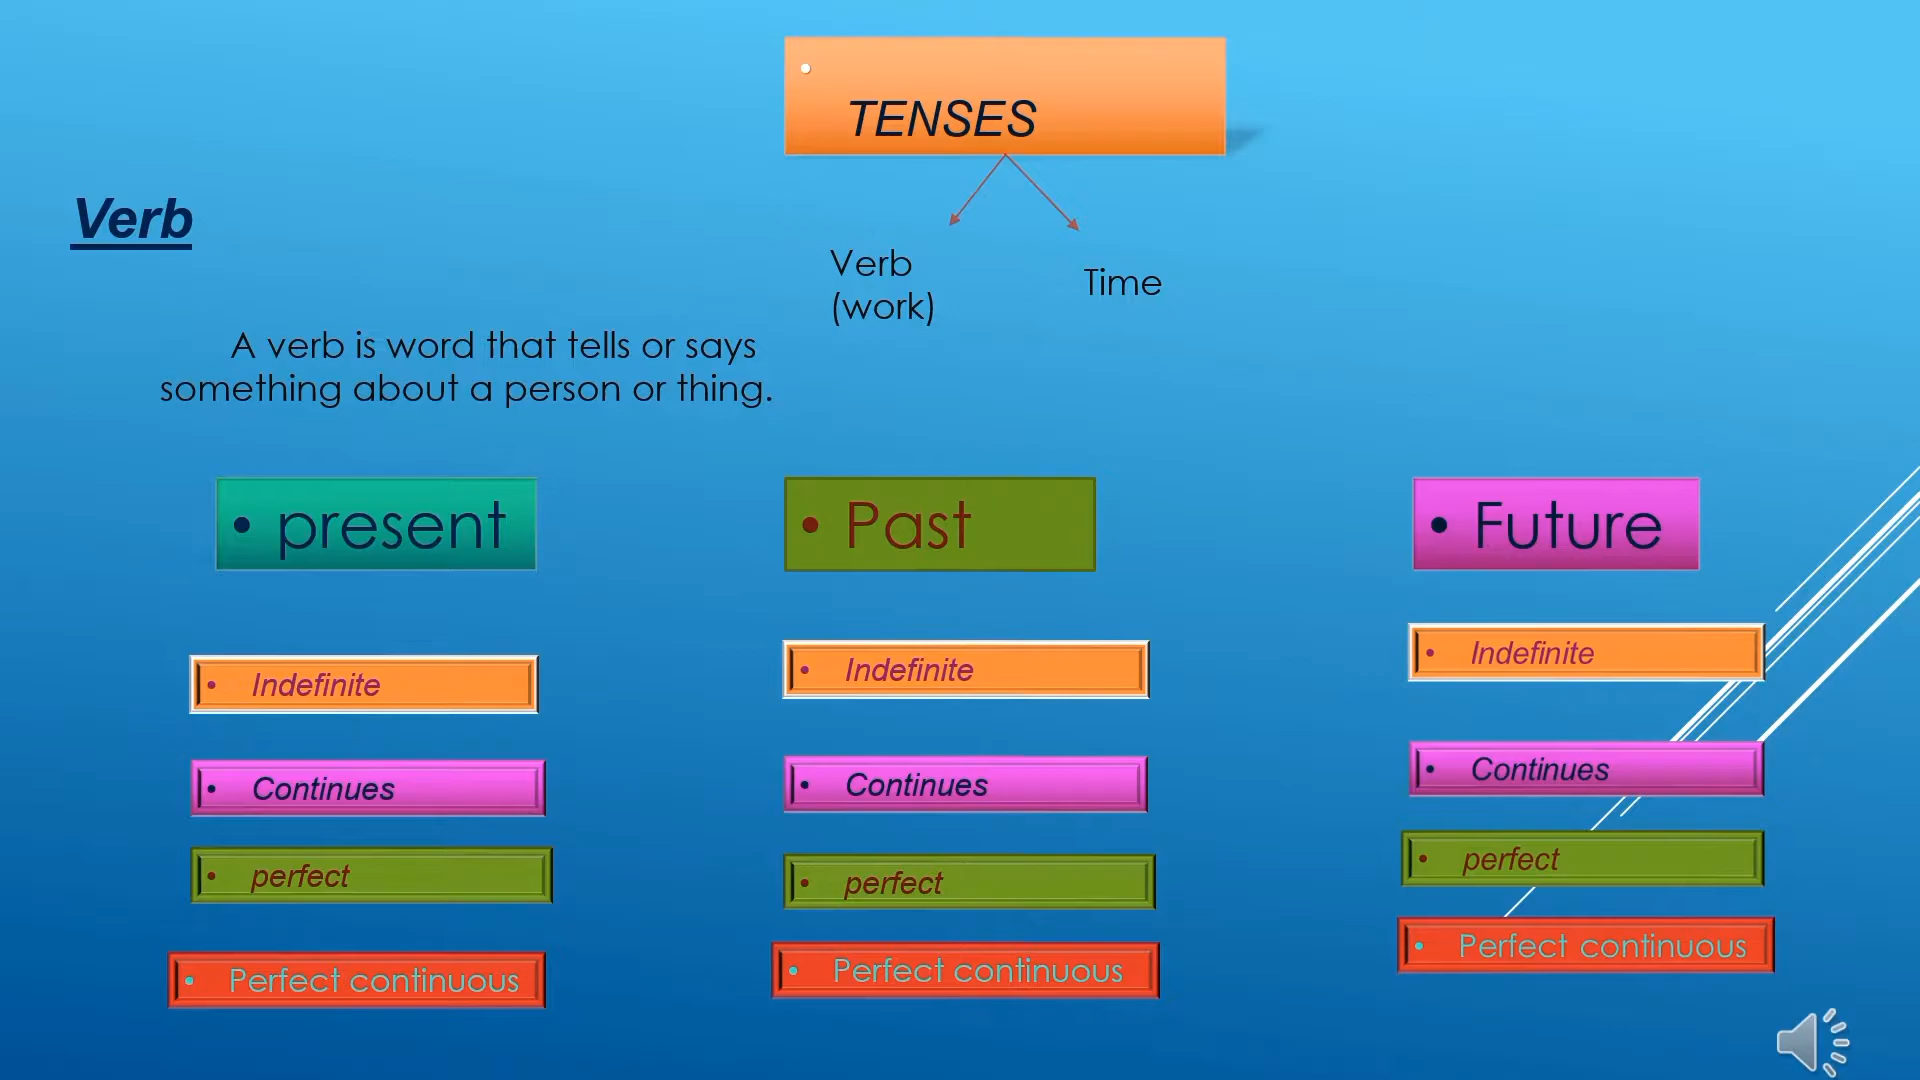 TENSES
Verb
Verb
(work)
Time
A verb is word that tells or says
something about a person or thing.
• present
• Past
• Future
• Indefinite
• Continues
• perfect
• Perfect continuous
• Indefinite
• Continues
• perfect
• Perfect continuous
• Indefinite
• Continues
• perfect
• Perfect continuous